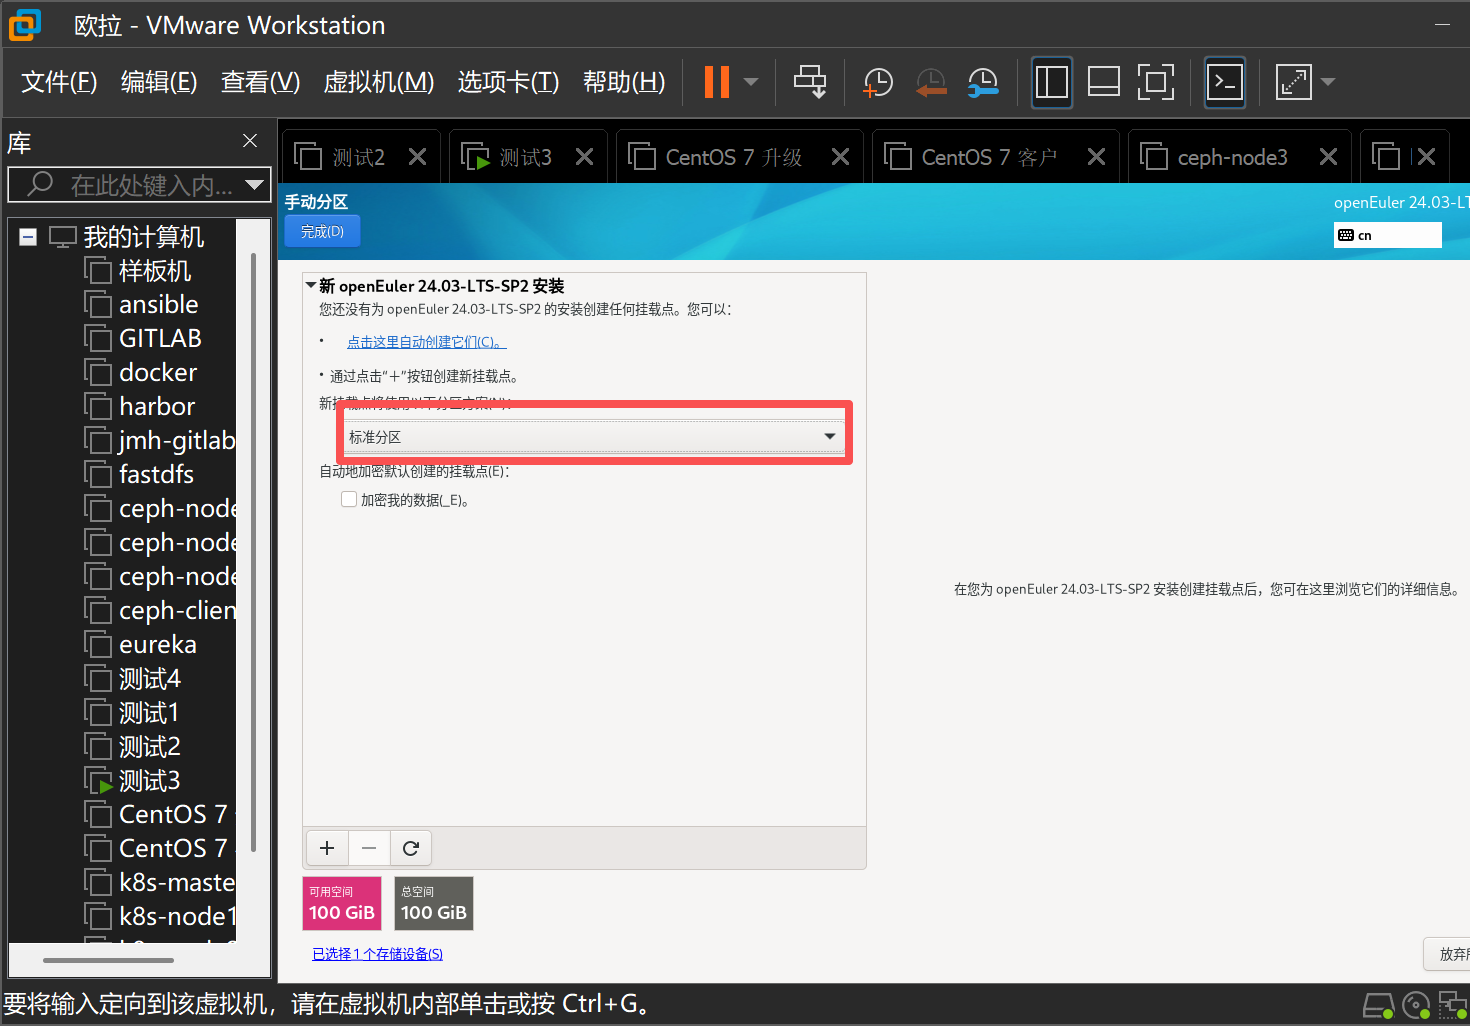 欧拉 - VMware Workstation
文件(F) 编辑(E) 查看(V) 虚拟机(M) 选项卡(T) 帮助(H)
库
在此处键入内...
我的计算机
样板机
ansible
GITLAB
docker
harbor
jmh-gitlab
fastdfs
ceph-node
ceph-node
ceph-node
ceph-clien
eureka
测试4
测试1
测试2
测试3
CentOS 7
CentOS 7
k8s-maste
k8s-node1
测试2 测试3 CentOS 7 升级 CentOS 7 客户 ceph-node3
手动分区
完成(D)
openEuler 24.03-LT
cn
新 openEuler 24.03-LTS-SP2 安装
您还没有为 openEuler 24.03-LTS-SP2 的安装创建任何挂载点。您可以：
• 点击这里自动创建它们(C)。
• 通过点击“＋”按钮创建新挂载点。
新挂载点将使用以下分区方案(N)：
标准分区
自动地加密默认创建的挂载点(E)：
加密我的数据(_E)。
在您为 openEuler 24.03-LTS-SP2 安装创建挂载点后，您可在这里浏览它们的详细信息。
可用空间
100 GiB
总空间
100 GiB
已选择 1 个存储设备(S)
放弃
要将输入定向到该虚拟机，请在虚拟机内部单击或按 Ctrl+G。